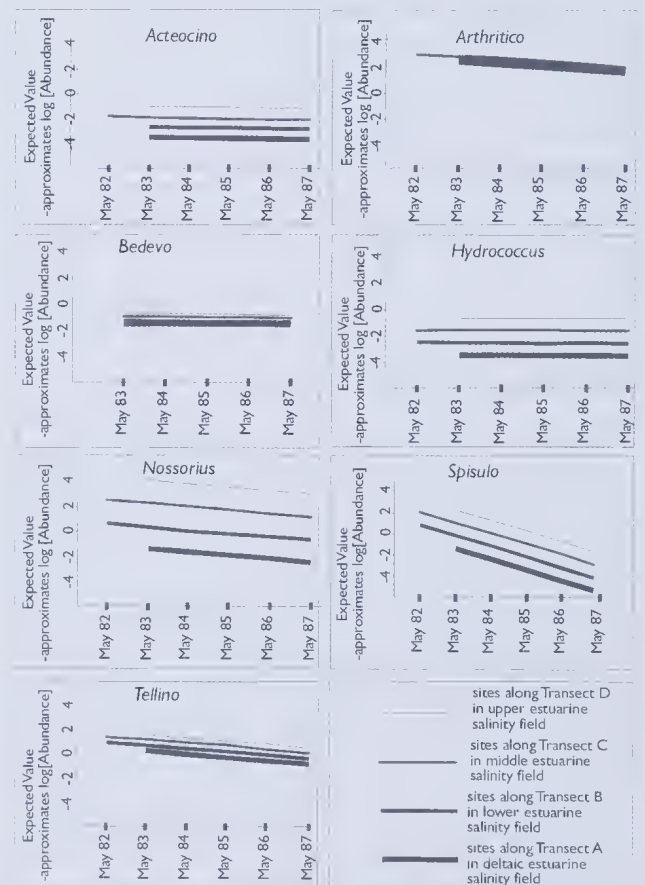 Acteocino
Expected Value
-approximates log [Abundance]
-4 -2 0 2 4
May 82
May 83
May 84
May 85
May 86
May 87
Arthritico
Expected Value
-approximates log [Abundance]
-4 -2 0 2 4
May 82
May 83
May 84
May 85
May 86
May 87
Bedevo
Expected Value
-approximates log [Abundance]
-4 -2 0 2 4
May 83
May 84
May 85
May 86
May 87
Hydrococcus
Expected Value
-approximates log [Abundance]
-4 -2 0 2 4
May 82
May 83
May 84
May 85
May 86
May 87
Nossorius
Expected Value
-approximates log[Abundance]
-4 -2 0 2 4
May 82
May 83
May 84
May 85
May 86
May 87
Spisulo
Expected Value
-approximates log[Abundance]
-4 -2 0 2 4
May 82
May 83
May 84
May 85
May 86
May 87
Tellino
Expected Value
-approximates log[Abundance]
-4 -2 0 2 4
May 82
May 83
May 84
May 85
May 86
May 87
sites along Transect D
in upper estuarine
salinity field
sites along Transect C
in middle estuarine
salinity field
sites along Transect B
in lower estuarine
salinity field
sites along Transect A
in deltaic estuarine
salinity field